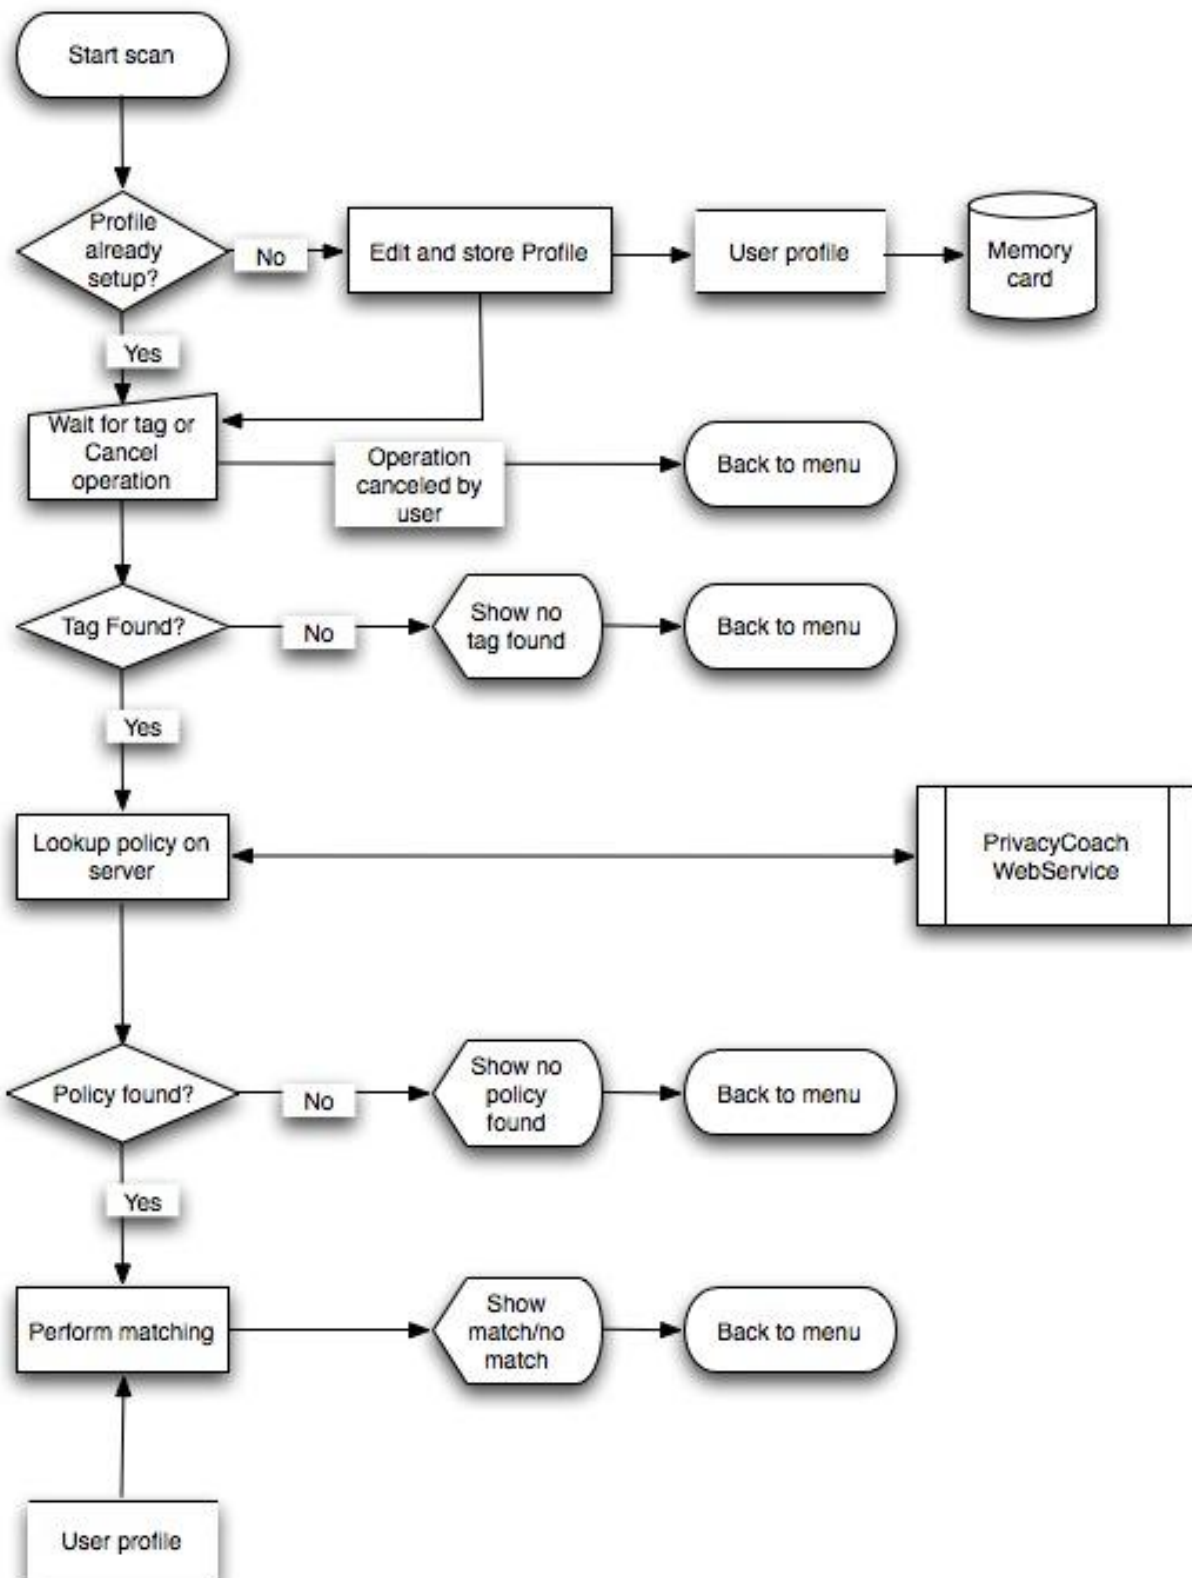 Start scan
Profile
already
setup?
No
Edit and store Profile
User profile
Memory
card
Yes
Wait for tag or
Cancel
operation
Operation
canceled by
user
Back to menu
Tag Found?
No
Show no
tag found
Back to menu
Yes
Lookup policy on
server
PrivacyCoach
WebService
Policy found?
No
Show no
policy
found
Back to menu
Yes
Perform matching
Show
match/no
match
Back to menu
User profile